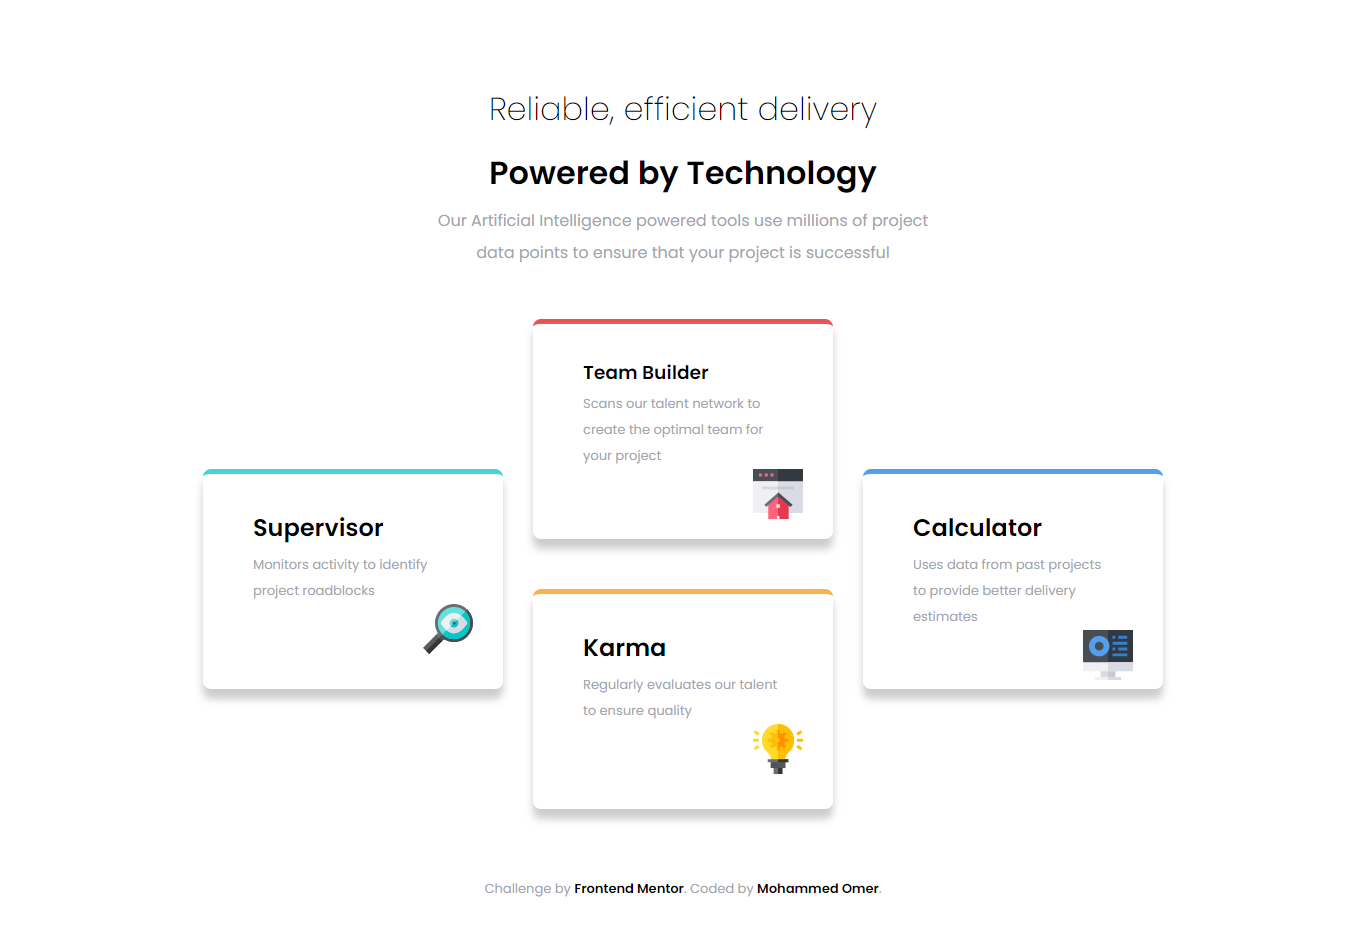 Reliable, efficient delivery
Powered by Technology
Our Artificial Intelligence powered tools use millions of project
data points to ensure that your project is successful
Supervisor
Monitors activity to identify
project roadblocks
Team Builder
Scans our talent network to
create the optimal team for
your project
Karma
Regularly evaluates our talent
to ensure quality
Calculator
Uses data from past projects
to provide better delivery
estimates
Challenge by Frontend Mentor. Coded by Mohammed Omer.